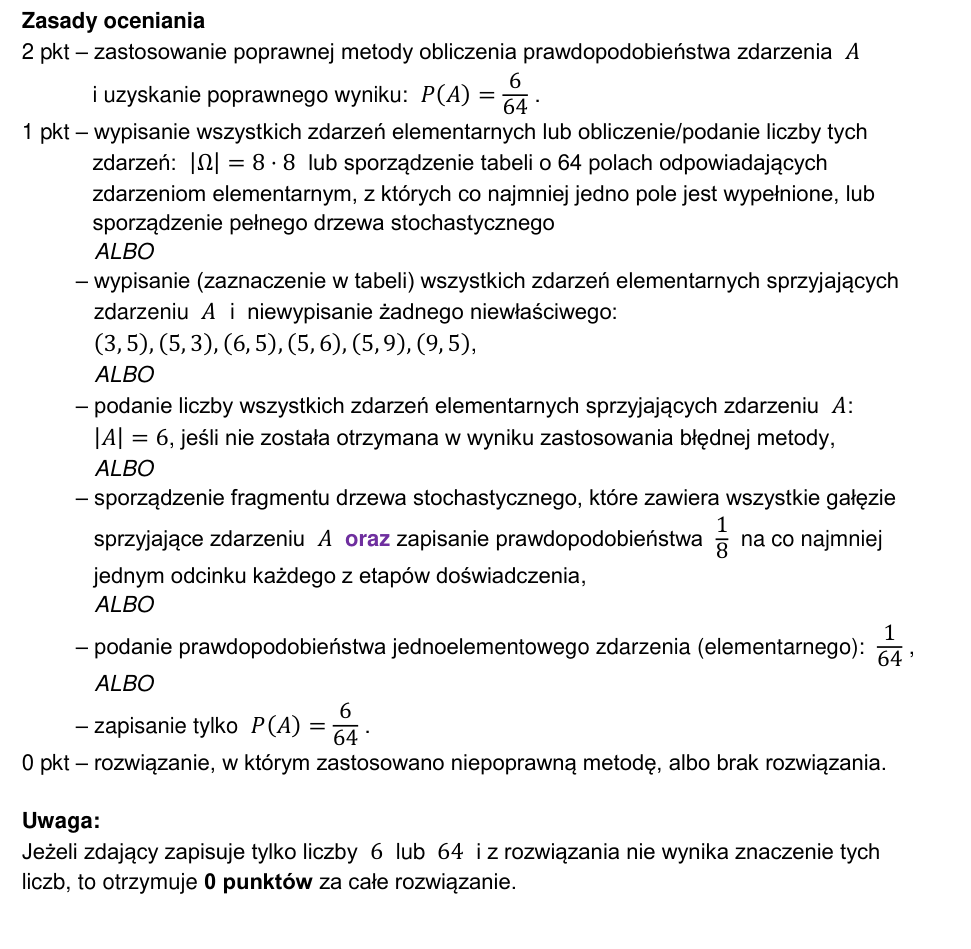 Zasady oceniania
2 pkt – zastosowanie poprawnej metody obliczenia prawdopodobieństwa zdarzenia A
i uzyskanie poprawnego wyniku: P(A) = 6/64 .
1 pkt – wypisanie wszystkich zdarzeń elementarnych lub obliczenie/podanie liczby tych
zdarzeń: |Ω| = 8 · 8 lub sporządzenie tabeli o 64 polach odpowiadających
zdarzeniom elementarnym, z których co najmniej jedno pole jest wypełnione, lub
sporządzenie pełnego drzewa stochastycznego
ALBO
– wypisanie (zaznaczenie w tabeli) wszystkich zdarzeń elementarnych sprzyjających
zdarzeniu A i niewypisanie żadnego niewłaściwego:
(3, 5), (5, 3), (6, 5), (5, 6), (5, 9), (9, 5),
ALBO
– podanie liczby wszystkich zdarzeń elementarnych sprzyjających zdarzeniu A:
|A| = 6, jeśli nie została otrzymana w wyniku zastosowania błędnej metody,
ALBO
– sporządzenie fragmentu drzewa stochastycznego, które zawiera wszystkie gałęzie
sprzyjające zdarzeniu A oraz zapisanie prawdopodobieństwa 1/8 na co najmniej
jednym odcinku każdego z etapów doświadczenia,
ALBO
– podanie prawdopodobieństwa jednoelementowego zdarzenia (elementarnego): 1/64 ,
ALBO
– zapisanie tylko P(A) = 6/64 .
0 pkt – rozwiązanie, w którym zastosowano niepoprawną metodę, albo brak rozwiązania.
Uwaga:
Jeżeli zdający zapisuje tylko liczby 6 lub 64 i z rozwiązania nie wynika znaczenie tych
liczb, to otrzymuje 0 punktów za całe rozwiązanie.